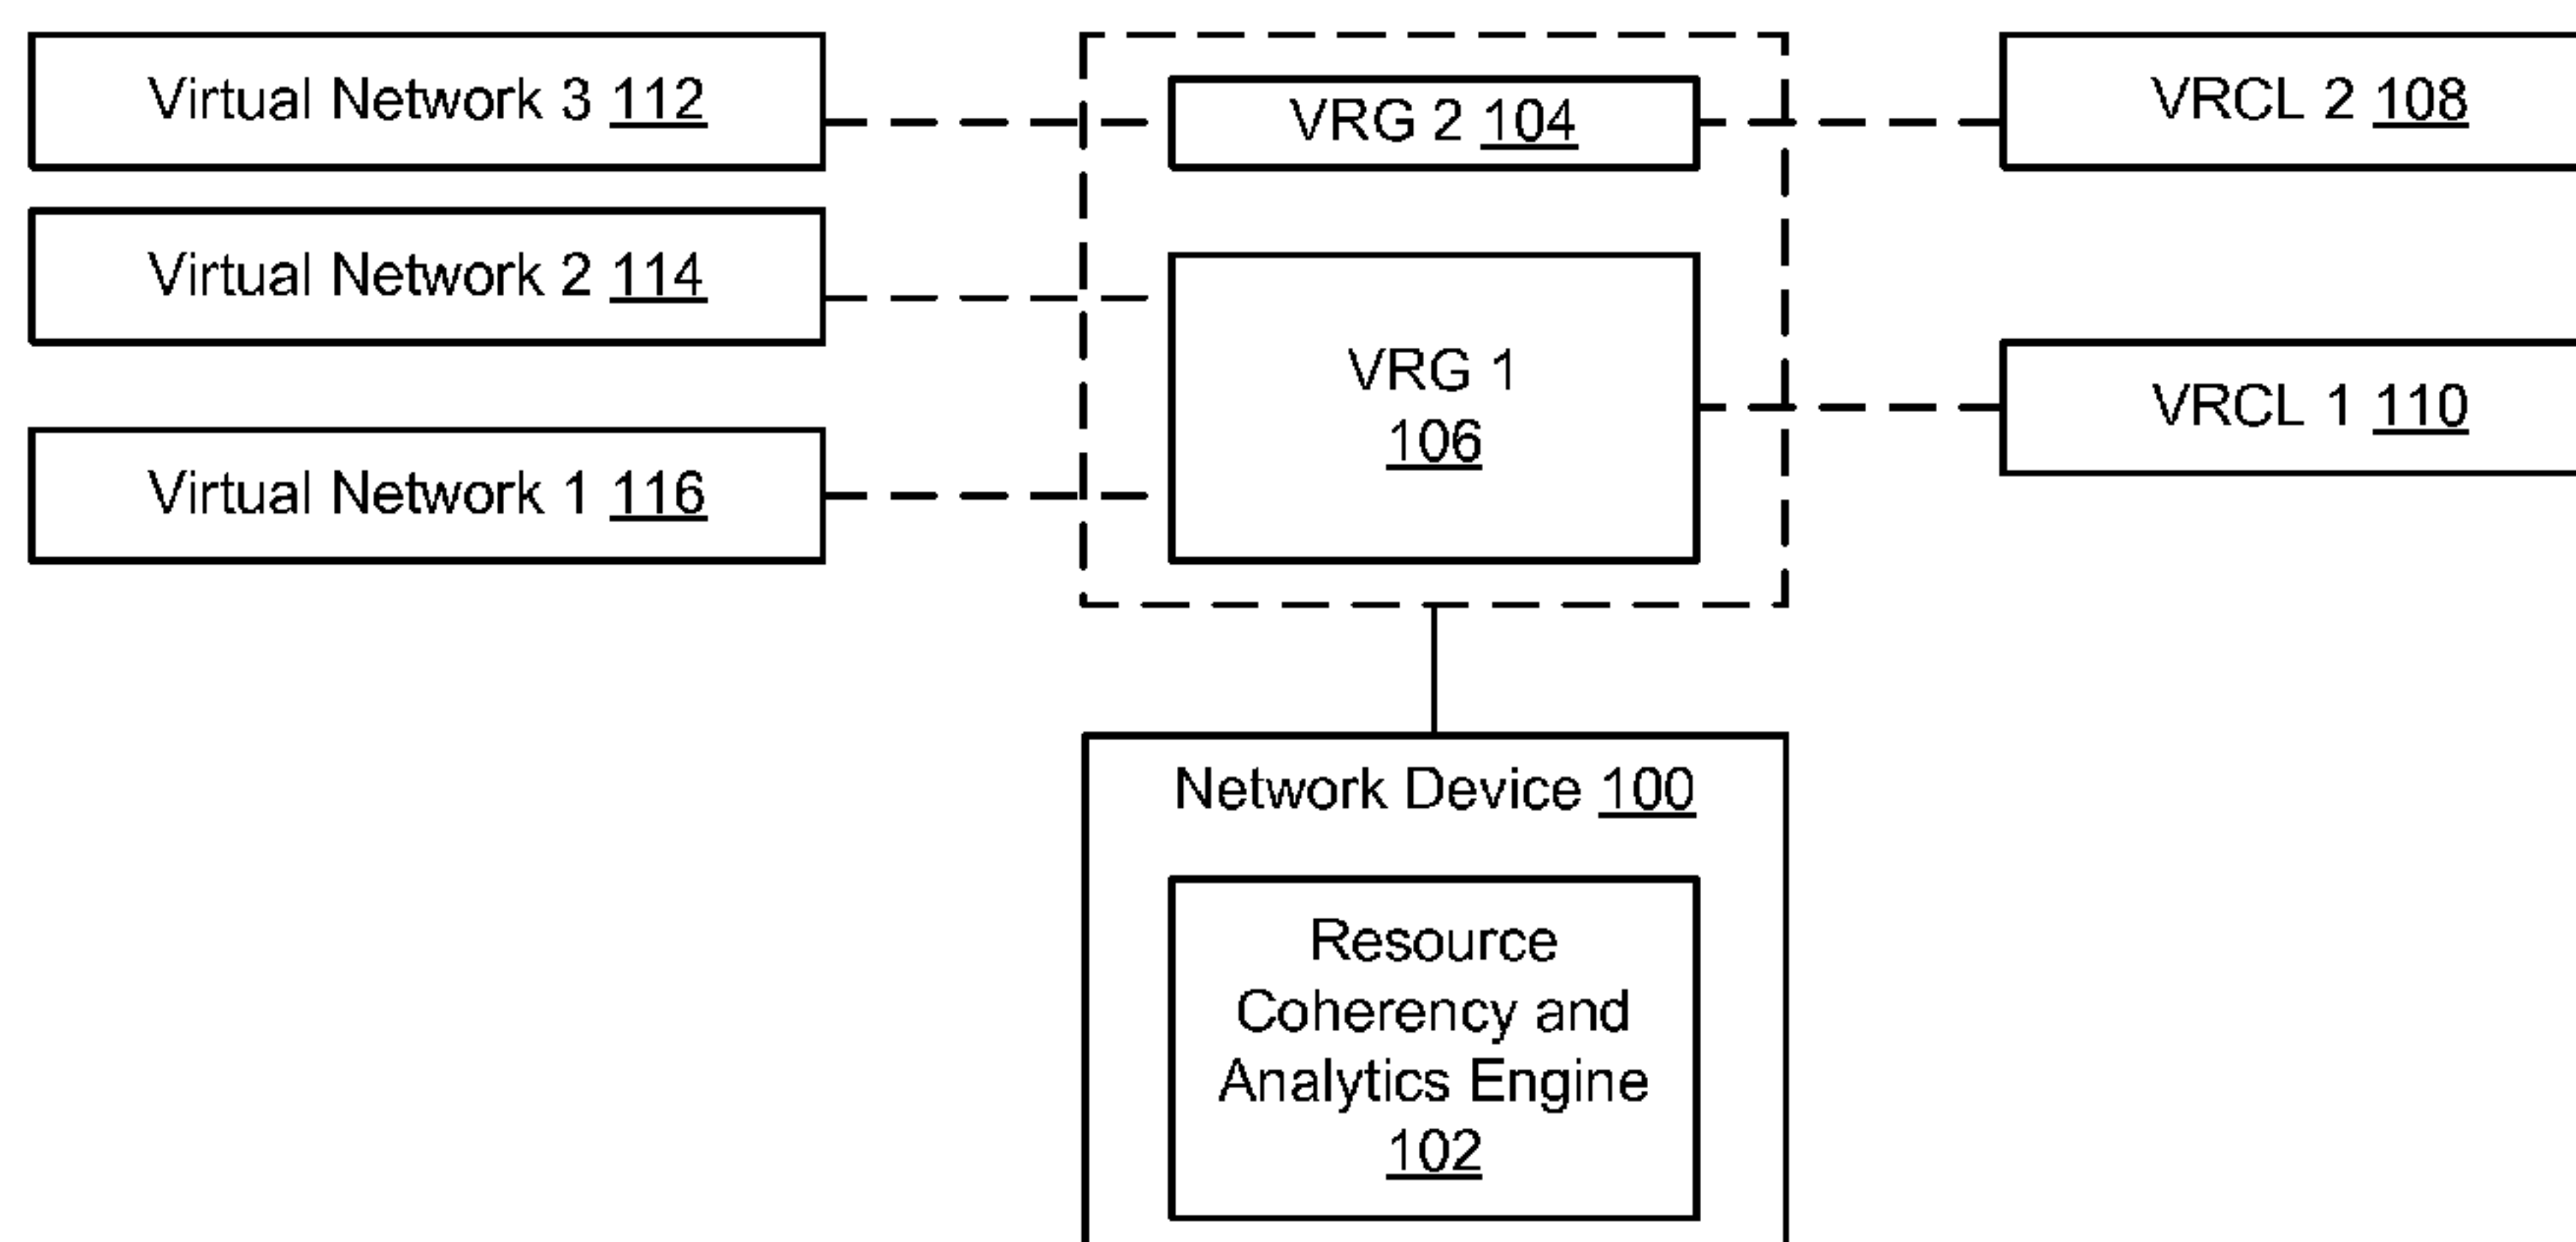 Virtual Network 3 112
VRG 2 104
VRCL 2 108
Virtual Network 2 114
VRG 1
106
VRCL 1 110
Virtual Network 1 116
Network Device 100
Resource
Coherency and
Analytics Engine
102